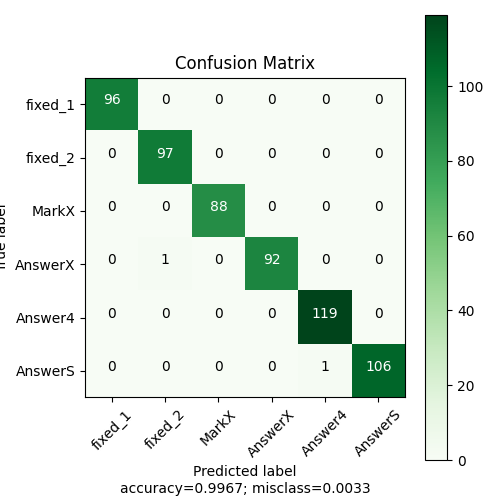 Confusion Matrix
fixed_1 96 0 0 0 0 0
fixed_2 0 97 0 0 0 0
MarkX 0 0 88 0 0 0
AnswerX 0 1 0 92 0 0
Answer4 0 0 0 0 119 0
AnswerS 0 0 0 0 1 106
fixed_1 fixed_2 MarkX AnswerX Answer4 AnswerS
Predicted label
accuracy=0.9967; misclass=0.0033
label
100
80
60
40
20
0